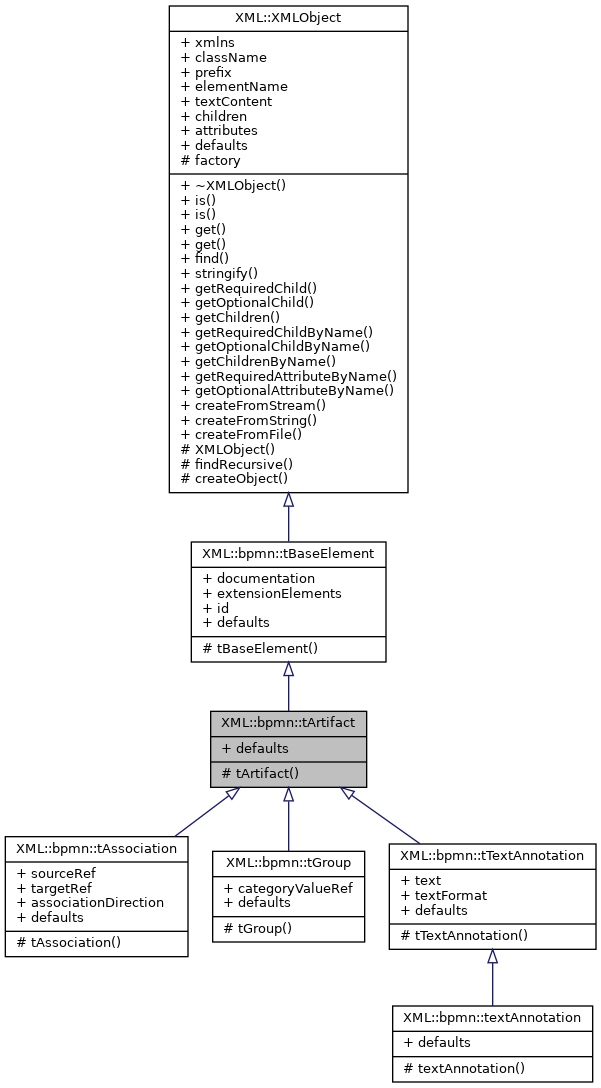 XML::XMLObject
+ xmlns
+ className
+ prefix
+ elementName
+ textContent
+ children
+ attributes
+ defaults
# factory
+ ~XMLObject()
+ is()
+ is()
+ get()
+ get()
+ find()
+ stringify()
+ getRequiredChild()
+ getOptionalChild()
+ getChildren()
+ getRequiredChildByName()
+ getOptionalChildByName()
+ getChildrenByName()
+ getRequiredAttributeByName()
+ getOptionalAttributeByName()
+ createFromStream()
+ createFromString()
+ createFromFile()
# XMLObject()
# findRecursive()
# createObject()
XML::bpmn::tBaseElement
+ documentation
+ extensionElements
+ id
+ defaults
# tBaseElement()
XML::bpmn::tArtifact
+ defaults
# tArtifact()
XML::bpmn::tAssociation
+ sourceRef
+ targetRef
+ associationDirection
+ defaults
# tAssociation()
XML::bpmn::tGroup
+ categoryValueRef
+ defaults
# tGroup()
XML::bpmn::tTextAnnotation
+ text
+ textFormat
+ defaults
# tTextAnnotation()
XML::bpmn::textAnnotation
+ defaults
# textAnnotation()